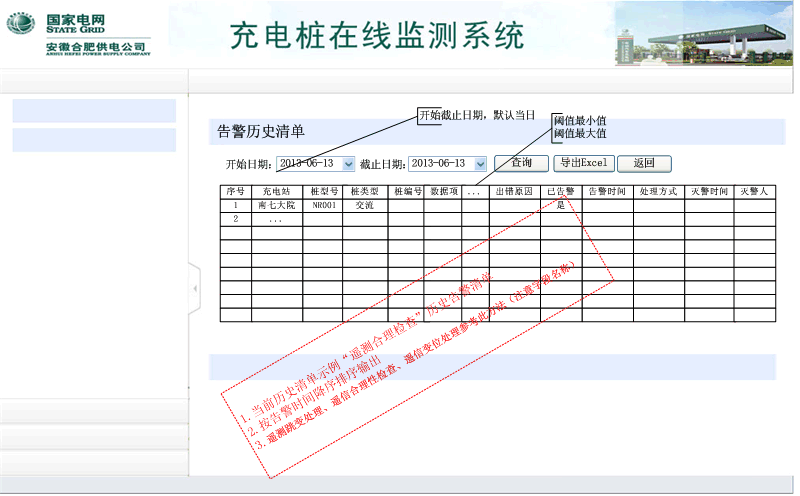 国家电网
STATE GRID
安徽合肥供电公司
ANHUI HEFEI POWER SUPPLY COMPANY
充电桩在线监测系统
开始截止日期，默认当日
阈值最小值
阈值最大值
告警历史清单
开始日期： 2013-06-13 截止日期： 2013-06-13 查询 导出Excel 返回
序号 充电站 桩型号 桩类型 桩编号 数据项 ... 出错原因 已告警 告警时间 处理方式 灭警时间 灭警人
1 南七大院 NR001 交流 是
2 ...
1.当前历史清单示例“遥测合理检查”历史告警清单
2.按告警时间降序排序输出
3.遥测跳变处理、遥信合理性检查、遥信变位处理参考此办法（注意字段名称）